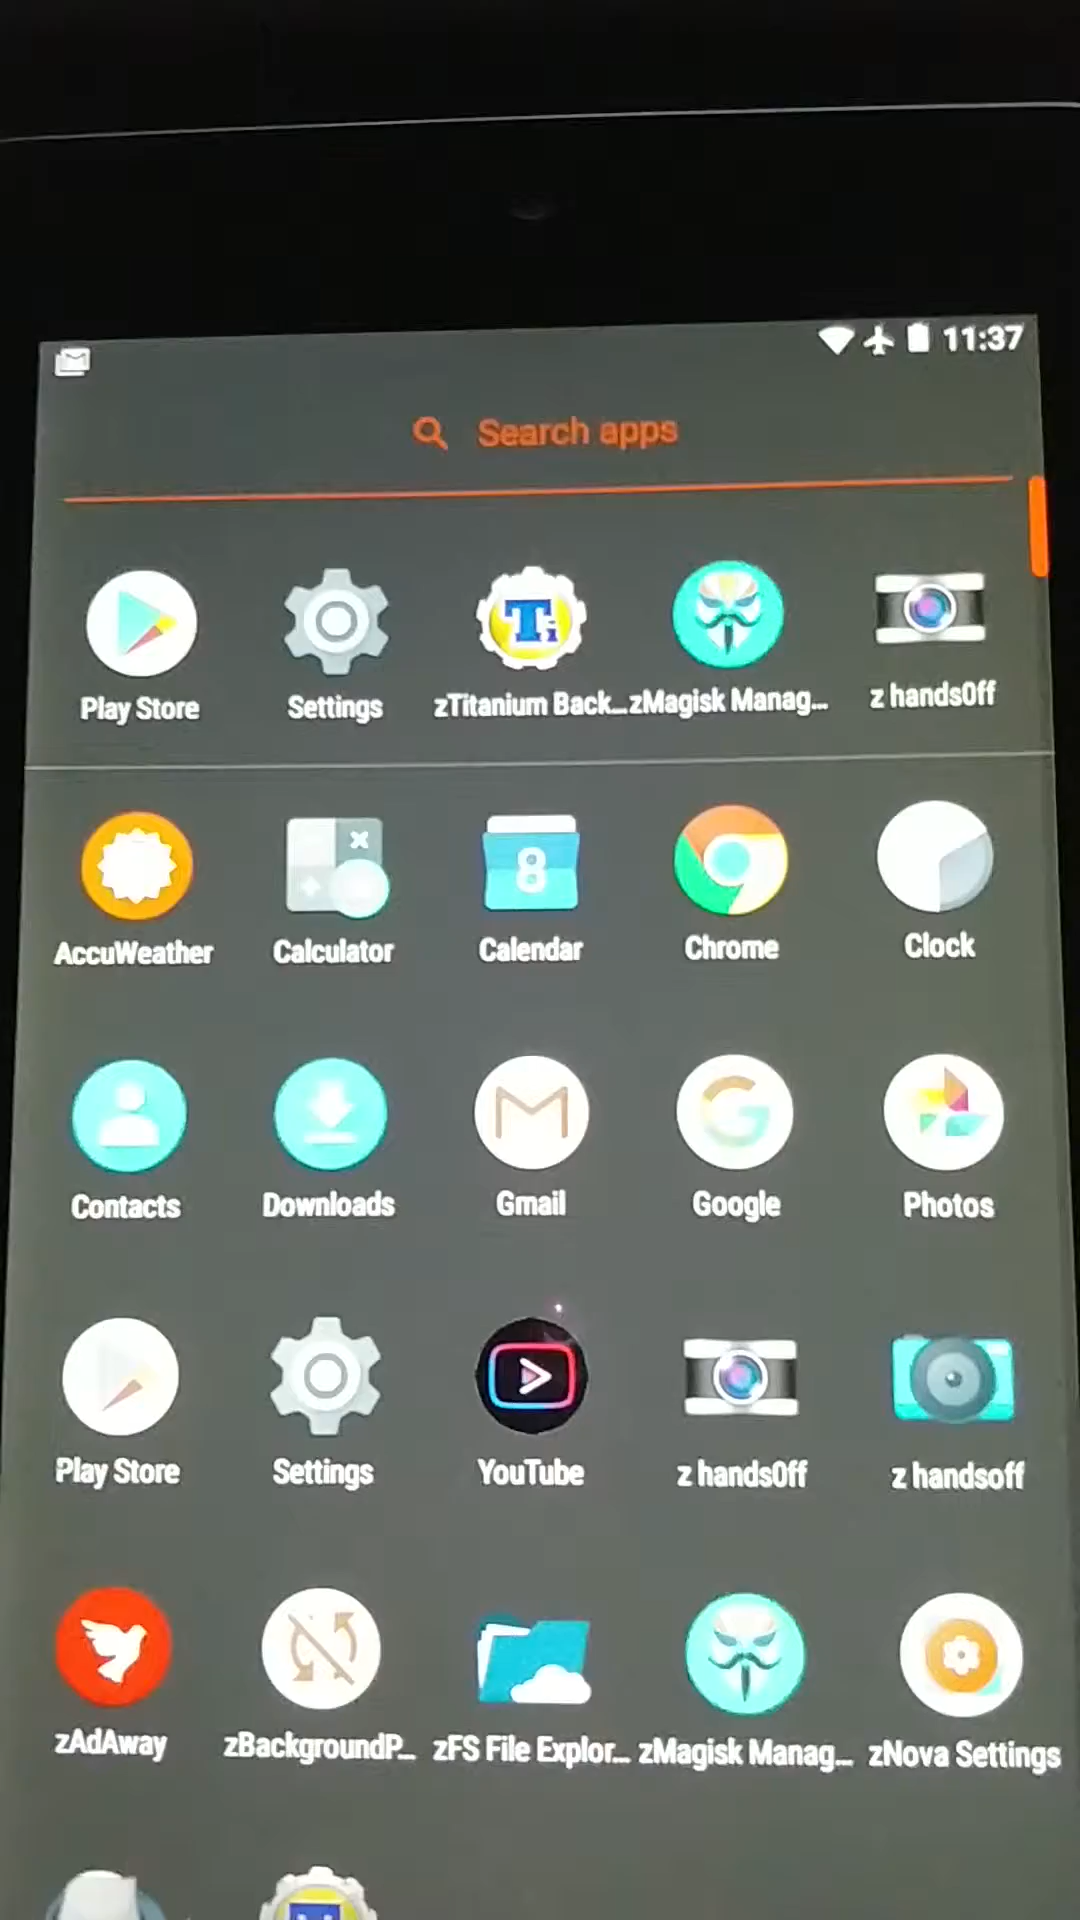 11:37
Search apps
Play Store Settings zTitanium Back... zMagisk Manag... z handsOff
8
AccuWeather Calculator Calendar Chrome Clock
Contacts Downloads Gmail Google Photos
Play Store Settings YouTube z handsOff z handsoff
zAdAway zBackgroundP... zFS File Explor... zMagisk Manag... zNova Settings